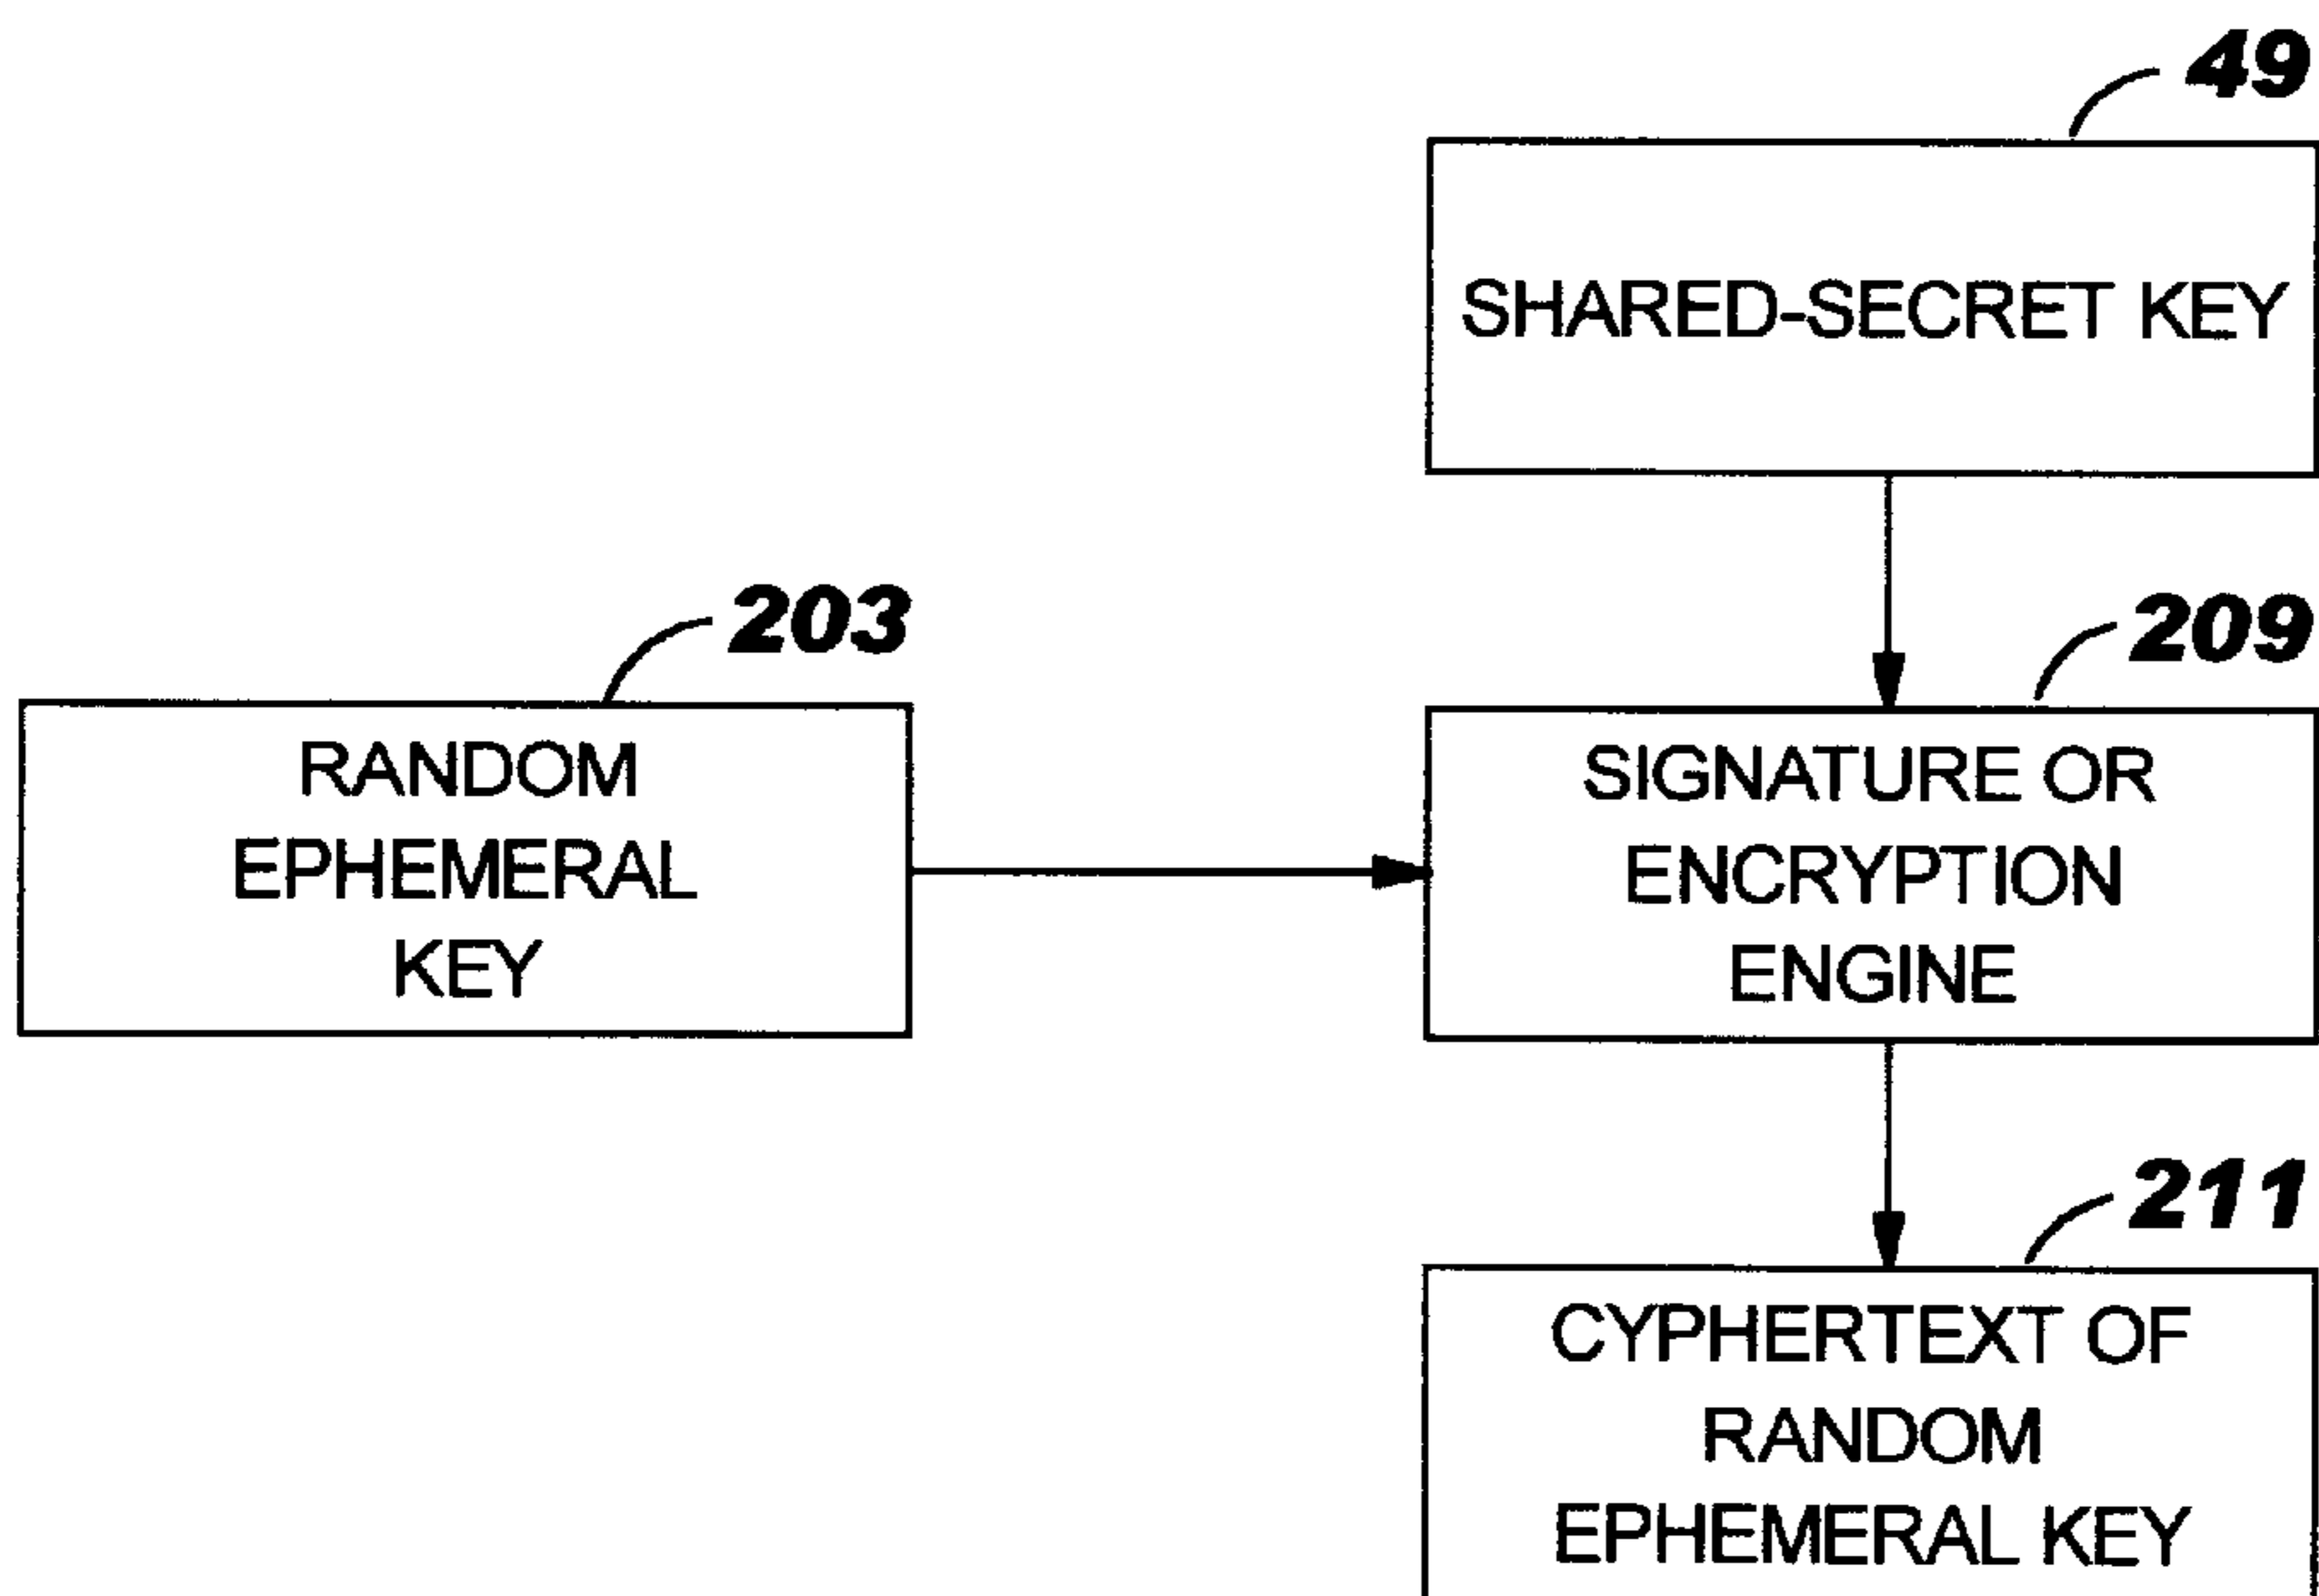 49
SHARED-SECRET KEY
203
209
RANDOM
EPHEMERAL
KEY
SIGNATURE OR
ENCRYPTION
ENGINE
211
CYPHERTEXT OF
RANDOM
EPHEMERAL KEY